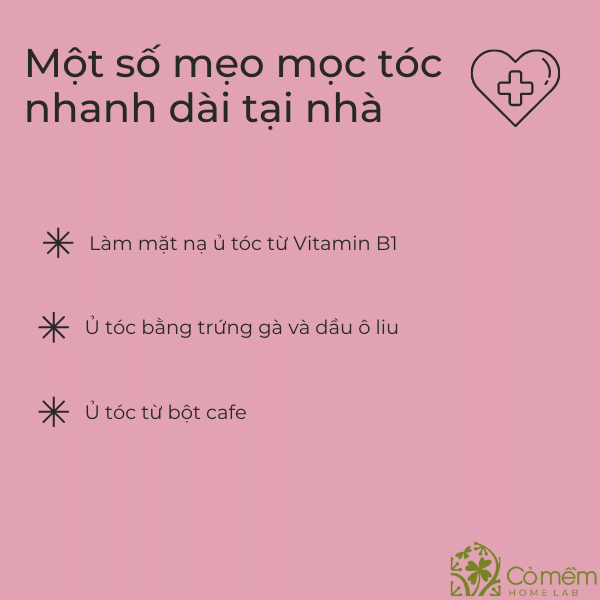 Một số mẹo mọc tóc
nhanh dài tại nhà
Làm mặt nạ ủ tóc từ Vitamin B1
Ủ tóc bằng trứng gà và dầu ô liu
Ủ tóc từ bột cafe
Cỏ mềm
HOME LAB